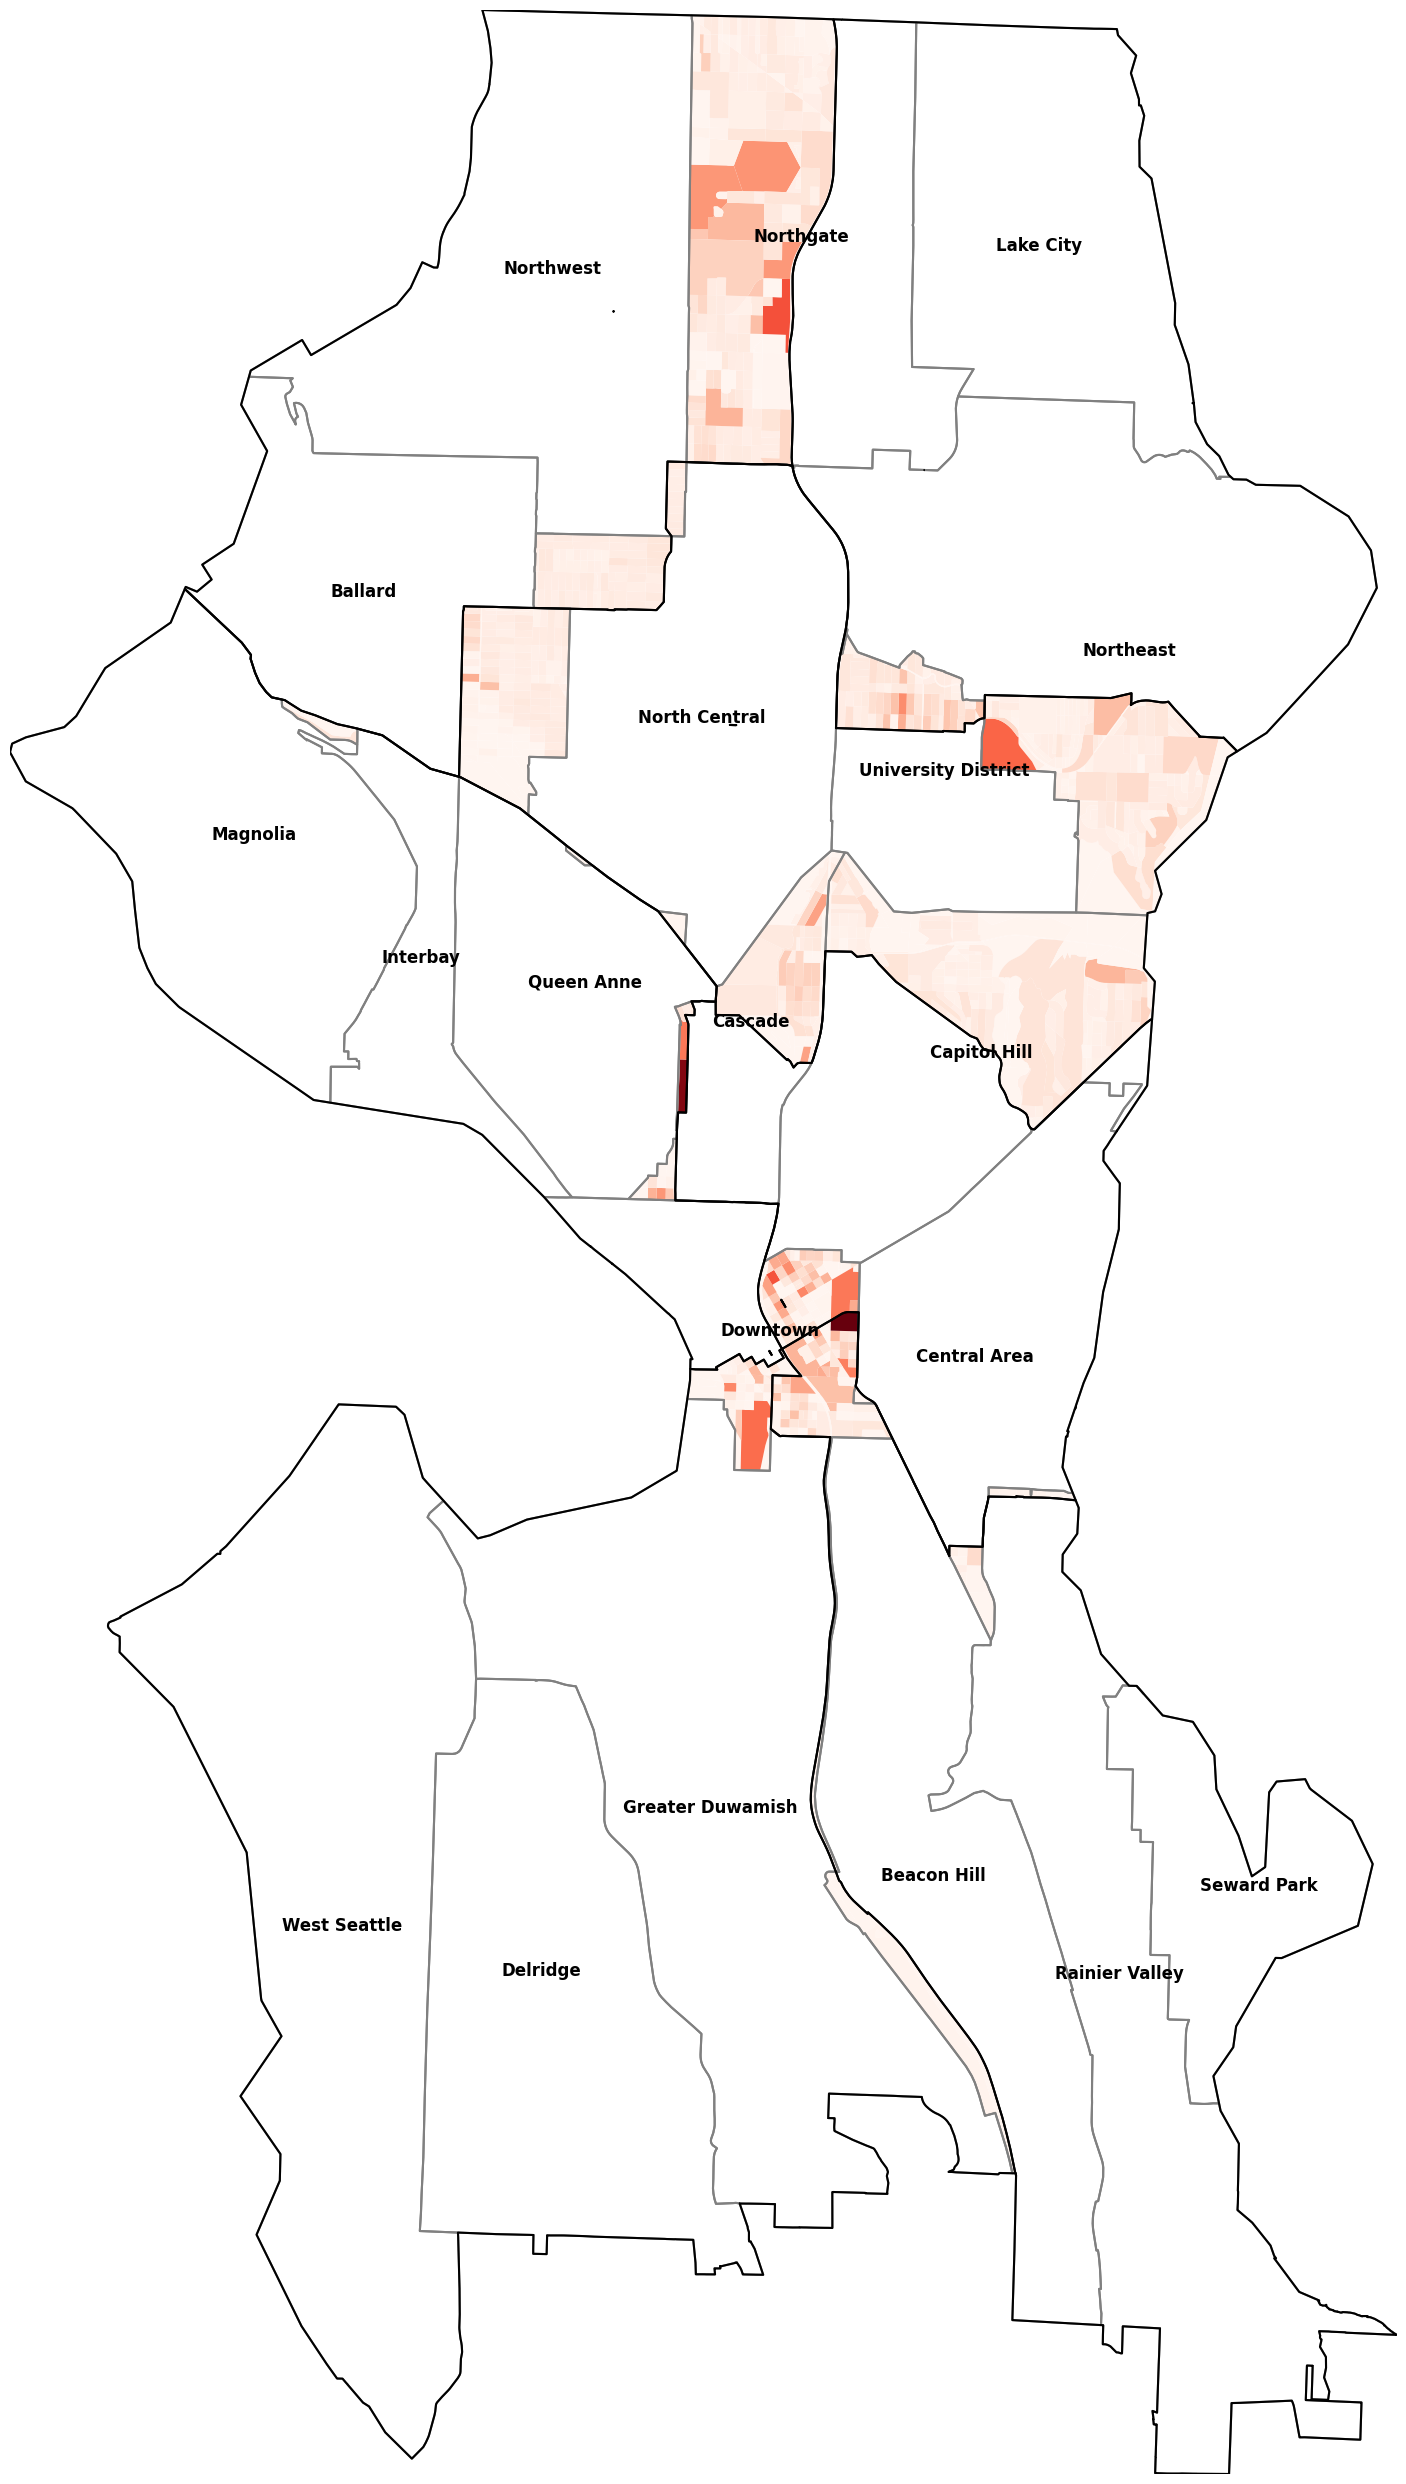 Northgate
Lake City
Northwest
Ballard
Northeast
North Central
University District
Magnolia
Interbay
Queen Anne
Cascade
Capitol Hill
Downtown
Central Area
Greater Duwamish
Beacon Hill
Seward Park
West Seattle
Delridge
Rainier Valley